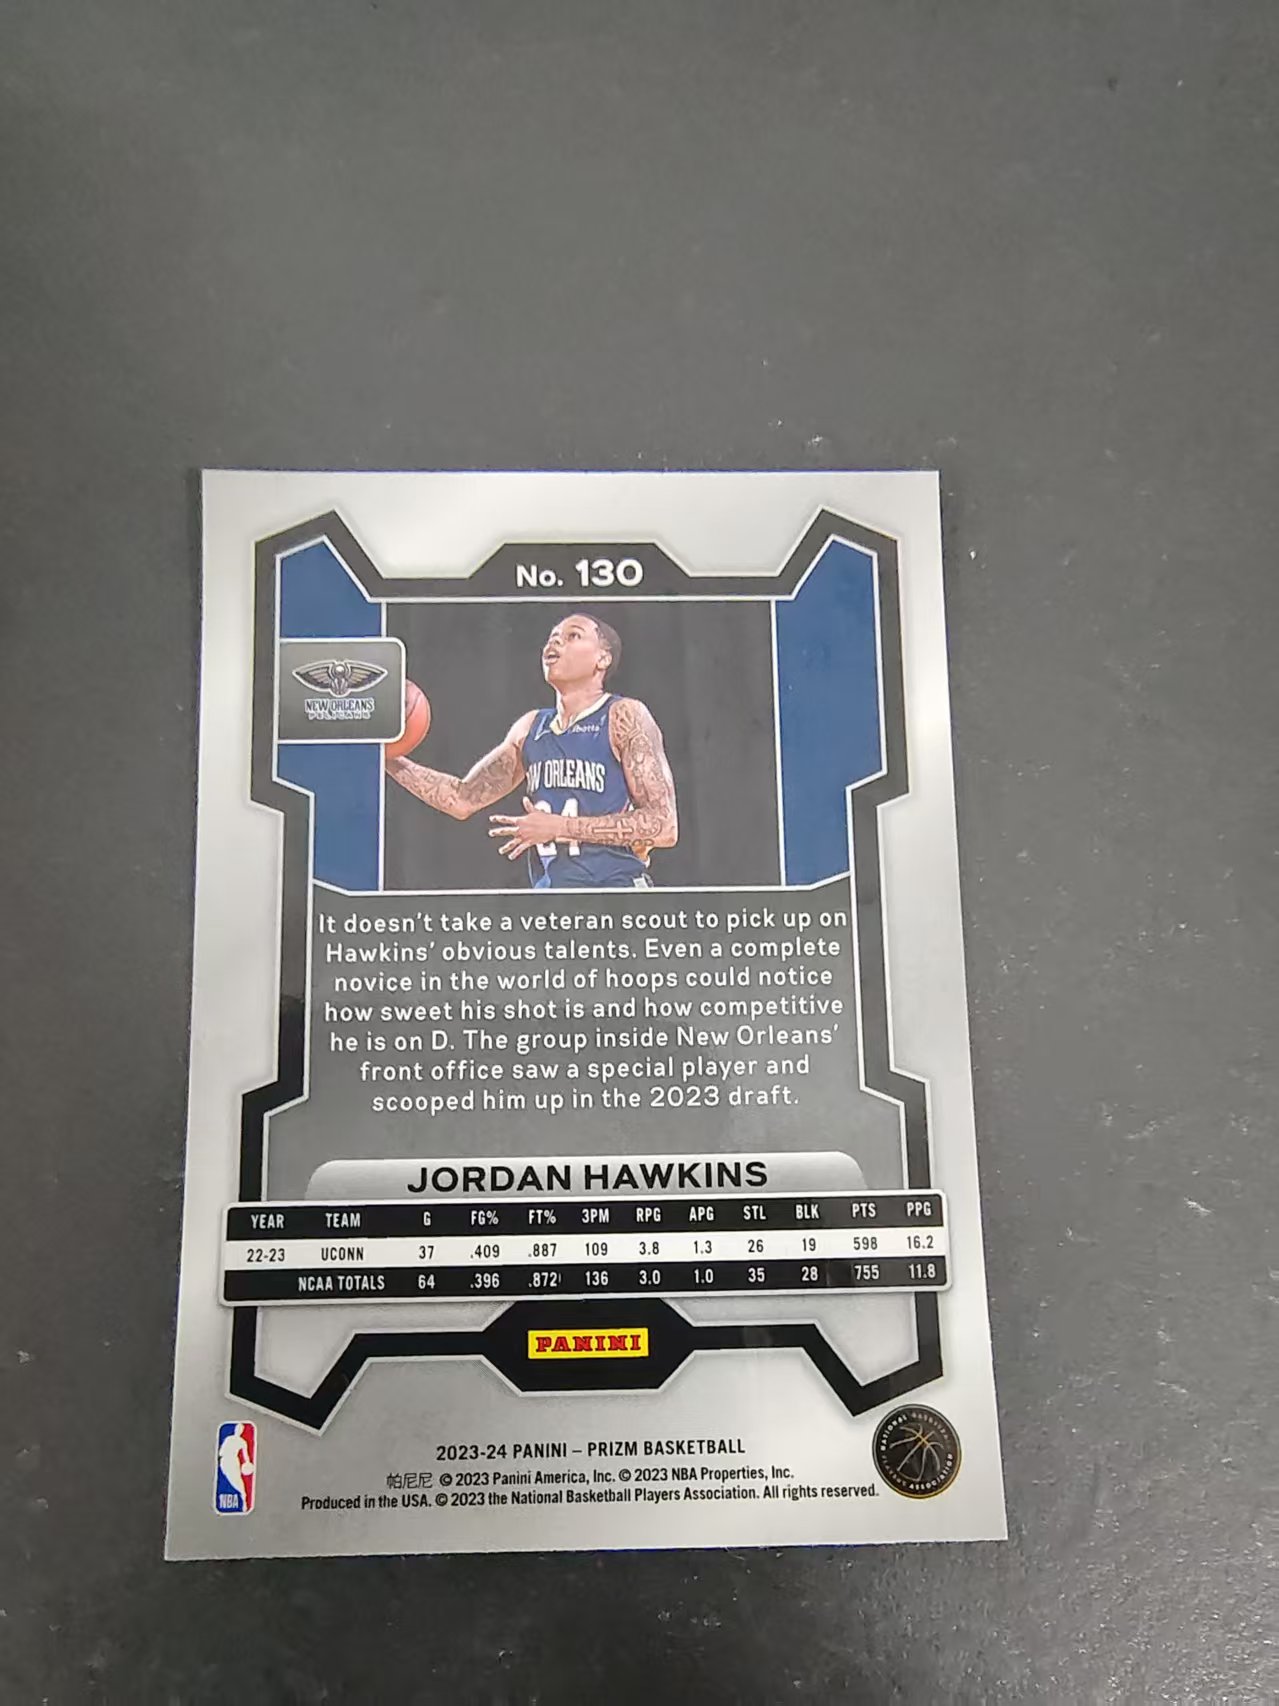 No. 130
NEW ORLEANS
PELICANS
W ORLEANS
24
It doesn't take a veteran scout to pick up on
Hawkins' obvious talents. Even a complete
novice in the world of hoops could notice
how sweet his shot is and how competitive
he is on D. The group inside New Orleans'
front office saw a special player and
scooped him up in the 2023 draft.
JORDAN HAWKINS
YEAR TEAM G FG% FT% 3PM RPG APG STL BLK PTS PPG
22-23 UCONN 37 .409 .887 109 3.8 1.3 26 19 598 16.2
NCAA TOTALS 64 .396 .872 136 3.0 1.0 35 28 755 11.8
PANINI
2023-24 PANINI – PRIZM BASKETBALL
帕尼尼 © 2023 Panini America, Inc. © 2023 NBA Properties, Inc.
Produced in the USA. © 2023 the National Basketball Players Association. All rights reserved.
NBA
NATIONAL BASKETBALL PLAYERS ASSOCIATION